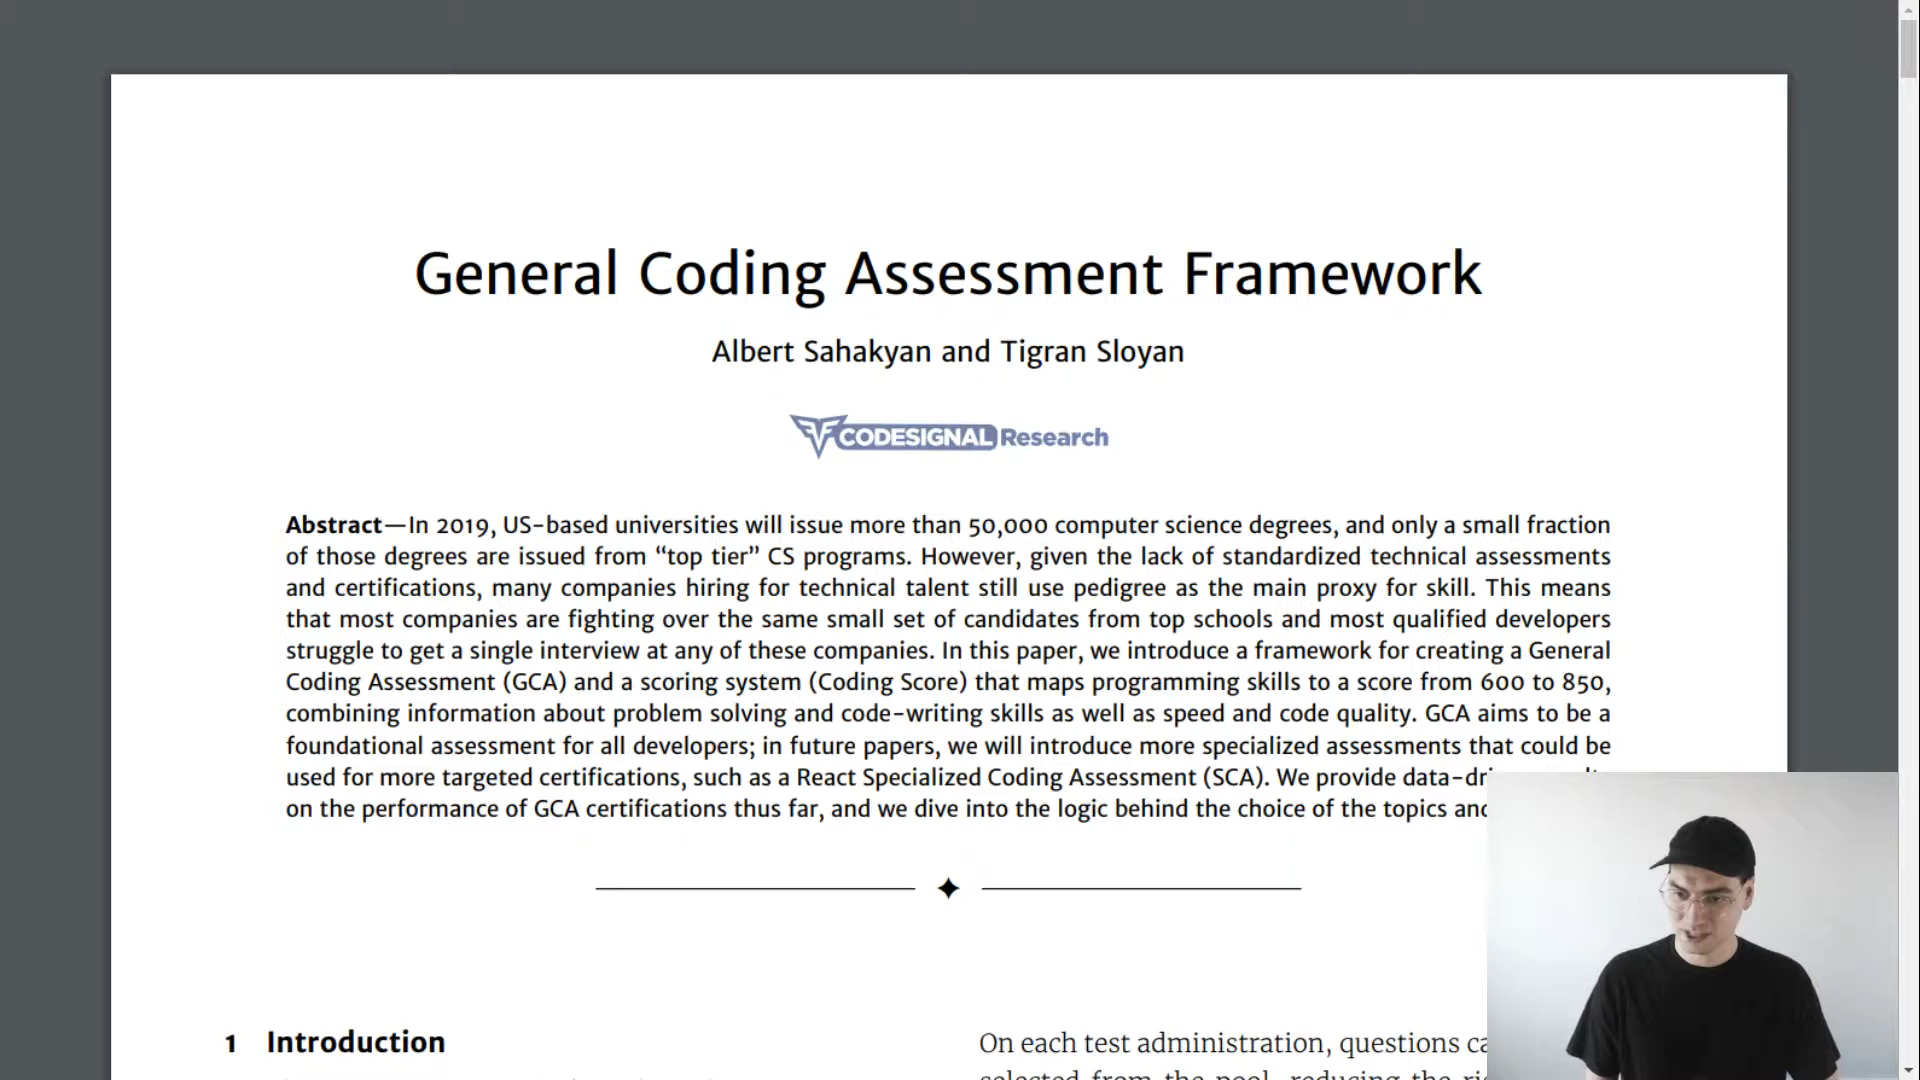 General Coding Assessment Framework
Albert Sahakyan and Tigran Sloyan
CODESIGNAL Research
Abstract—In 2019, US-based universities will issue more than 50,000 computer science degrees, and only a small fraction
of those degrees are issued from “top tier” CS programs. However, given the lack of standardized technical assessments
and certifications, many companies hiring for technical talent still use pedigree as the main proxy for skill. This means
that most companies are fighting over the same small set of candidates from top schools and most qualified developers
struggle to get a single interview at any of these companies. In this paper, we introduce a framework for creating a General
Coding Assessment (GCA) and a scoring system (Coding Score) that maps programming skills to a score from 600 to 850,
combining information about problem solving and code-writing skills as well as speed and code quality. GCA aims to be a
foundational assessment for all developers; in future papers, we will introduce more specialized assessments that could be
used for more targeted certifications, such as a React Specialized Coding Assessment (SCA). We provide
on the performance of GCA certifications thus far, and we dive into the logic behind the choice of the topics
1 Introduction
On each test administration, questions
selected from the pool, reducing the